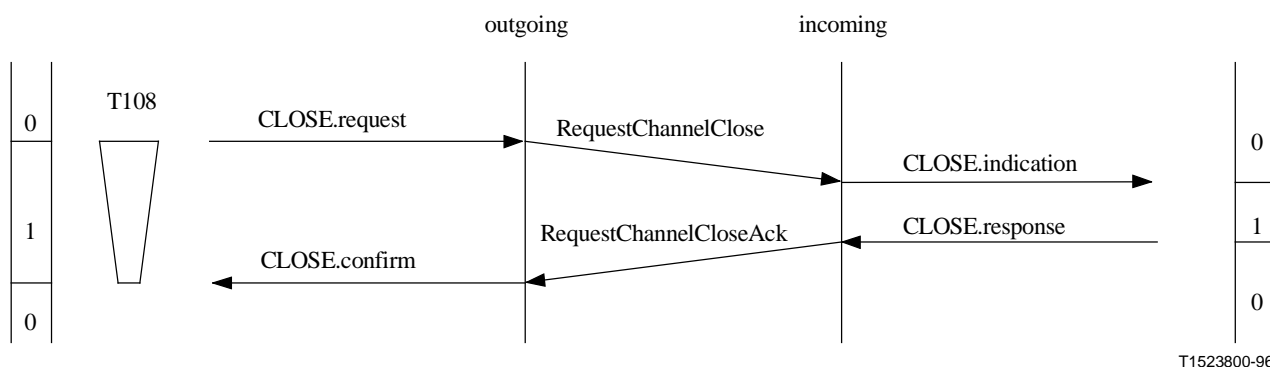 outgoing incoming
T108
0 CLOSE.request RequestChannelClose 0
CLOSE.indication
1 RequestChannelCloseAck CLOSE.response 1
CLOSE.confirm
0 0
T1523800-96